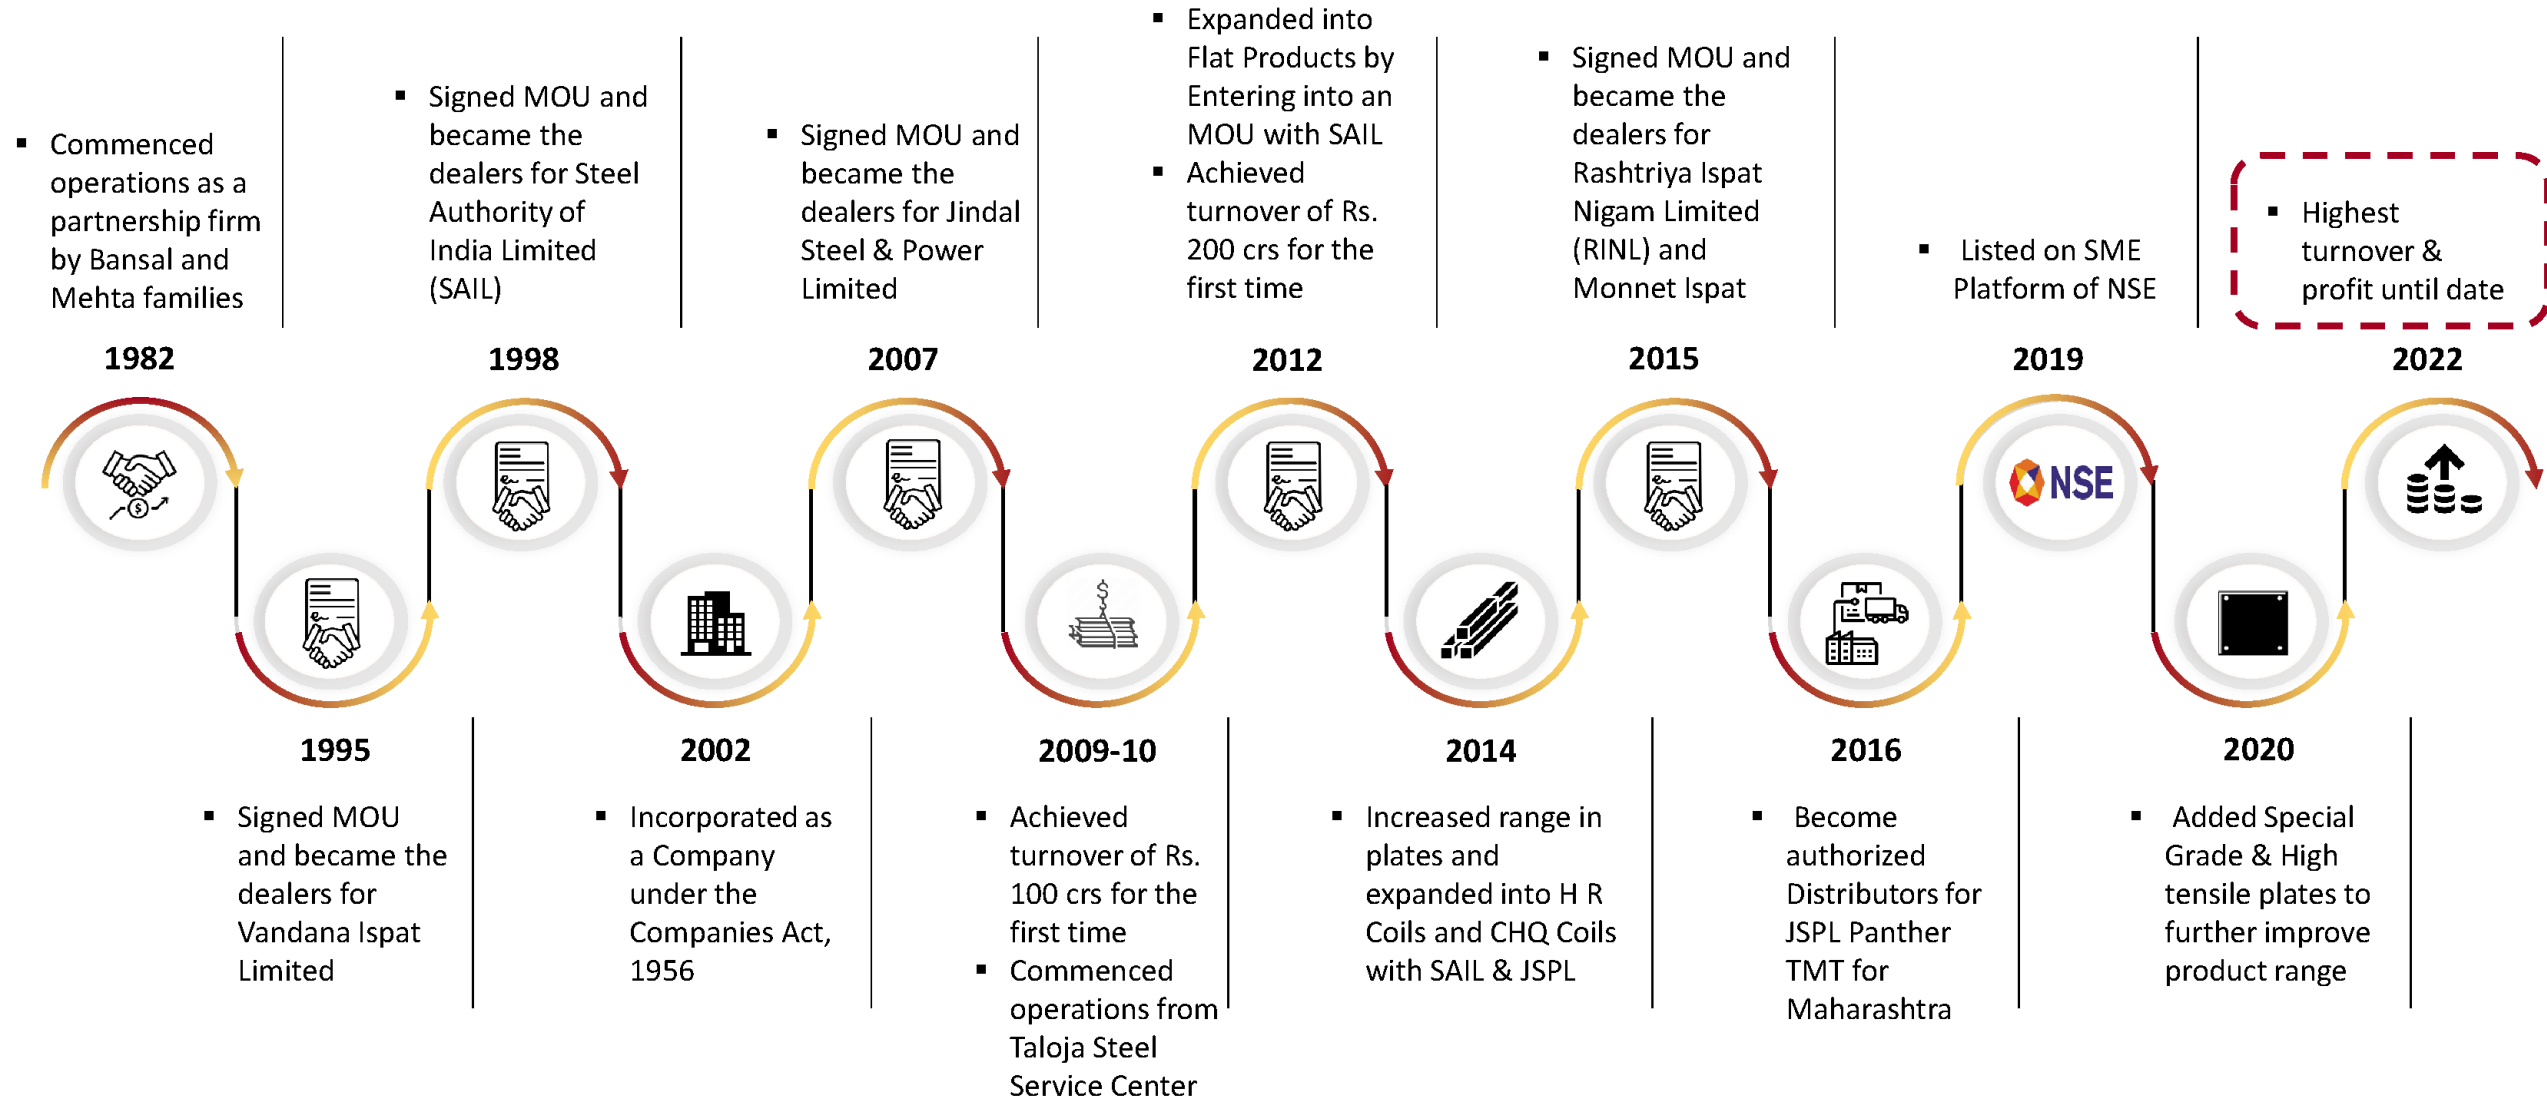 ▪ Commenced
operations as a
partnership firm
by Bansal and
Mehta families
1982
▪ Signed MOU
and became the
dealers for
Vandana Ispat
Limited
1995
▪ Signed MOU and
became the
dealers for Steel
Authority of
India Limited
(SAIL)
1998
2002
▪ Incorporated as
a Company
under the
Companies Act,
1956
▪ Signed MOU and
became the
dealers for Jindal
Steel & Power
Limited
2007
2009-10
▪ Achieved
turnover of Rs.
100 crs for the
first time
▪ Commenced
operations from
Taloja Steel
Service Center
▪ Expanded into
Flat Products by
Entering into an
MOU with SAIL
▪ Achieved
turnover of Rs.
200 crs for the
first time
2012
2014
▪ Increased range in
plates and
expanded into H R
Coils and CHQ Coils
with SAIL & JSPL
▪ Signed MOU and
became the
dealers for
Rashtriya Ispat
Nigam Limited
(RINL) and
Monnet Ispat
2015
2016
▪ Become
authorized
Distributors for
JSPL Panther
TMT for
Maharashtra
▪ Listed on SME
Platform of NSE
2019
NSE
2020
▪ Added Special
Grade & High
tensile plates to
further improve
product range
▪ Highest
turnover &
profit until date
2022